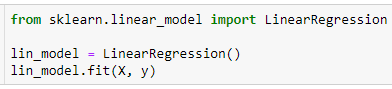 from sklearn.linear_model import LinearRegression
lin_model = LinearRegression()
lin_model.fit(X, y)